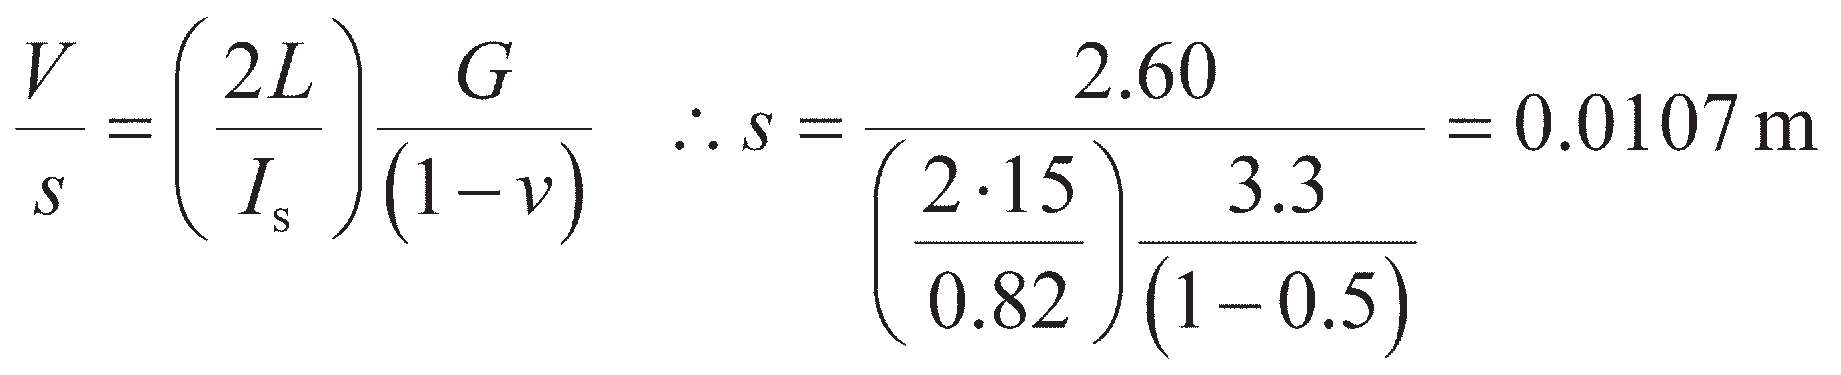 V/s = (2L/I_s) G/(1 − v) ∴ s = 2.60/((2·15/0.82) 3.3/(1 − 0.5)) = 0.0107 m